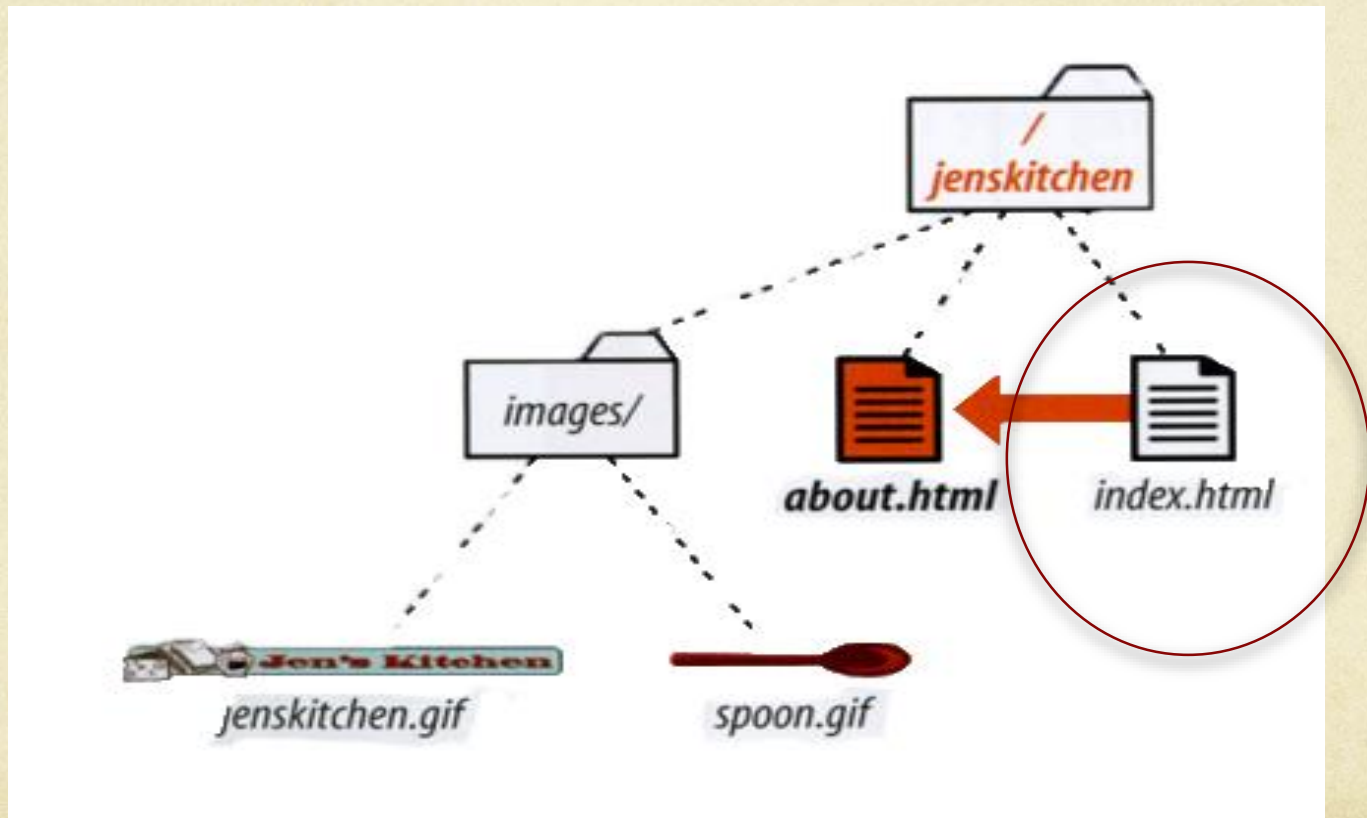 /
jenskitchen
images/
about.html
index.html
Jen's Kitchen
jenskitchen.gif
spoon.gif